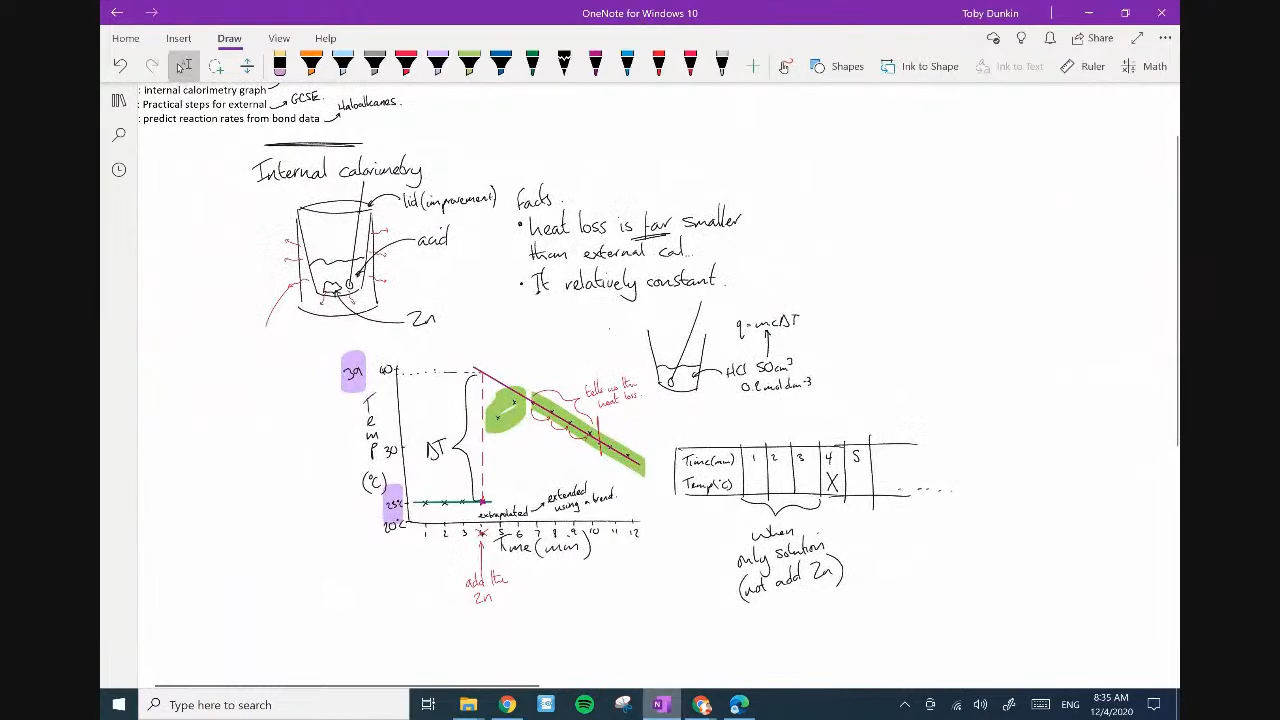 OneNote for Windows 10
Toby Dunkin
Home Insert Draw View Help
Share
Shapes
Ink to Shape
Ink to Text
Ruler
Math
: internal calorimetry graph
: Practical steps for external → GCSE.
: predict reaction rates from bond data → Haloalkanes.
Internal calorimetry
lid (improvement)
acid
Zn
Facts.
• heat loss is far smaller
than external cal..
• It relatively constant.
q = mcΔT
HCl 50cm³
0.2 mol dm-3
39
40
Temp
(°C)
30
25°C
20°C
ΔT
tells us the
heat loss.
extrapolated → extended
using a trend.
1 2 3 4 5 6 7 8 9 10 11 12
Time (min)
add the
Zn
Time (min) 1 2 3 4 5
Temp (°C) X
when
only solution
(not add Zn)
Type here to search
8:35 AM
12/4/2020